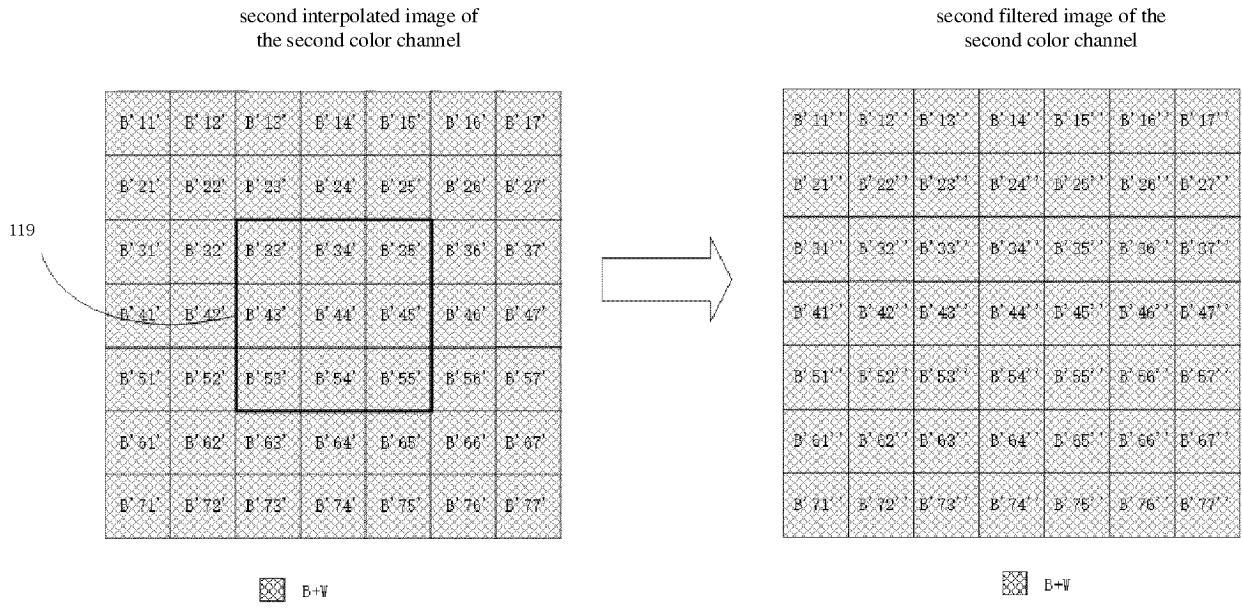 second interpolated image of
the second color channel
B'11' B'12' B'13' B'14' B'15' B'16' B'17'
B'21' B'22' B'23' B'24' B'25' B'26' B'27'
B'31' B'32' B'33' B'34' B'35' B'36' B'37'
B'41' B'42' B'43' B'44' B'45' B'46' B'47'
B'51' B'52' B'53' B'54' B'55' B'56' B'57'
B'61' B'62' B'63' B'64' B'65' B'66' B'67'
B'71' B'72' B'73' B'74' B'75' B'76' B'77'
119
B+W
second filtered image of the
second color channel
B'11'' B'12'' B'13'' B'14'' B'15'' B'16'' B'17''
B'21'' B'22'' B'23'' B'24'' B'25'' B'26'' B'27''
B'31'' B'32'' B'33'' B'34'' B'35'' B'36'' B'37''
B'41'' B'42'' B'43'' B'44'' B'45'' B'46'' B'47''
B'51'' B'52'' B'53'' B'54'' B'55'' B'56'' B'57''
B'61'' B'62'' B'63'' B'64'' B'65'' B'66'' B'67''
B'71'' B'72'' B'73'' B'74'' B'75'' B'76'' B'77''
B+W